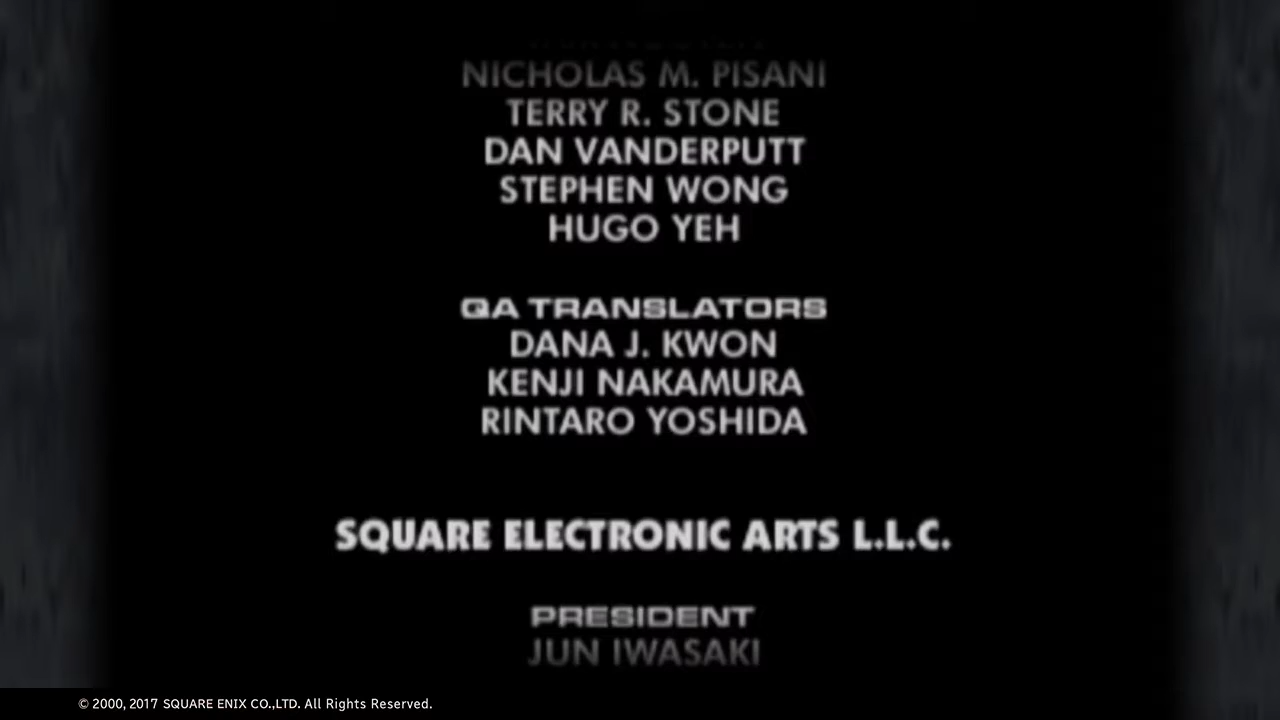 NICHOLAS M. PISANI
TERRY R. STONE
DAN VANDERPUTT
STEPHEN WONG
HUGO YEH
QA TRANSLATORS
DANA J. KWON
KENJI NAKAMURA
RINTARO YOSHIDA
SQUARE ELECTRONIC ARTS L.L.C.
PRESIDENT
JUN IWASAKI
© 2000, 2017 SQUARE ENIX CO.,LTD. All Rights Reserved.